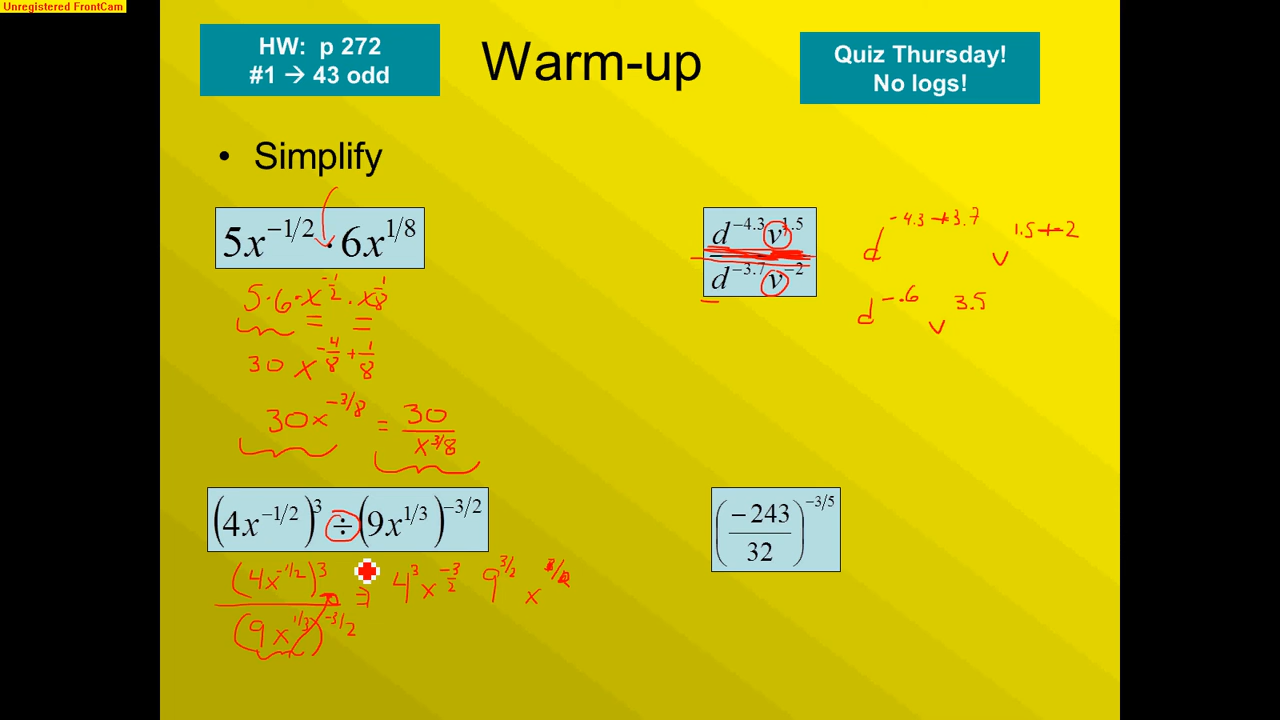 Unregistered FrontCam
HW: p 272
#1 → 43 odd
Warm-up
Quiz Thursday!
No logs!
• Simplify
5x^{−1/2} · 6x^{1/8}
5·6·x^{-1/2}·x^{1/8}
30 x^{-4/8 + 1/8}
30x^{-3/8} = 30/x^{3/8}
d^{−4.3}v^{1.5} / d^{−3.7}v^{−2}
d^{-4.3+3.7} v^{1.5+2}
d^{-.6} v^{3.5}
(4x^{−1/2})^3 ÷ (9x^{1/3})^{−3/2}
(4x^{-1/2})^3 / (9x^{1/3})^{-3/2} ⇒ 4^3 x^{-3/2} 9^{3/2} x
(−243/32)^{−3/5}